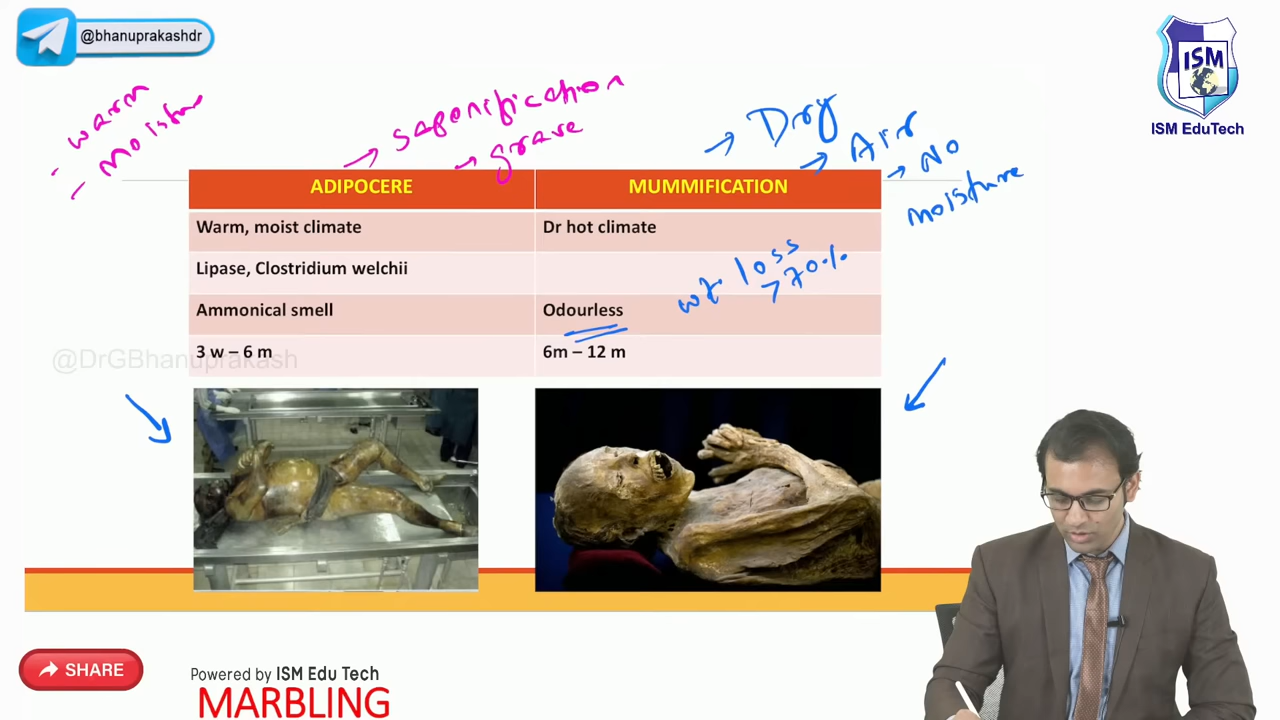 @bhanuprakashdr
ISM
ISM EduTech
- warm
- moisture
→ saponification
→ grave
→ Dry
→ Air
→ No
moisture
ADIPOCERE MUMMIFICATION
Warm, moist climate Dr hot climate
Lipase, Clostridium welchii
wt. loss
>70%
Ammonical smell Odourless
3 w – 6 m 6m – 12 m
@DrGBhanuprakash
SHARE
Powered by ISM Edu Tech
MARBLING